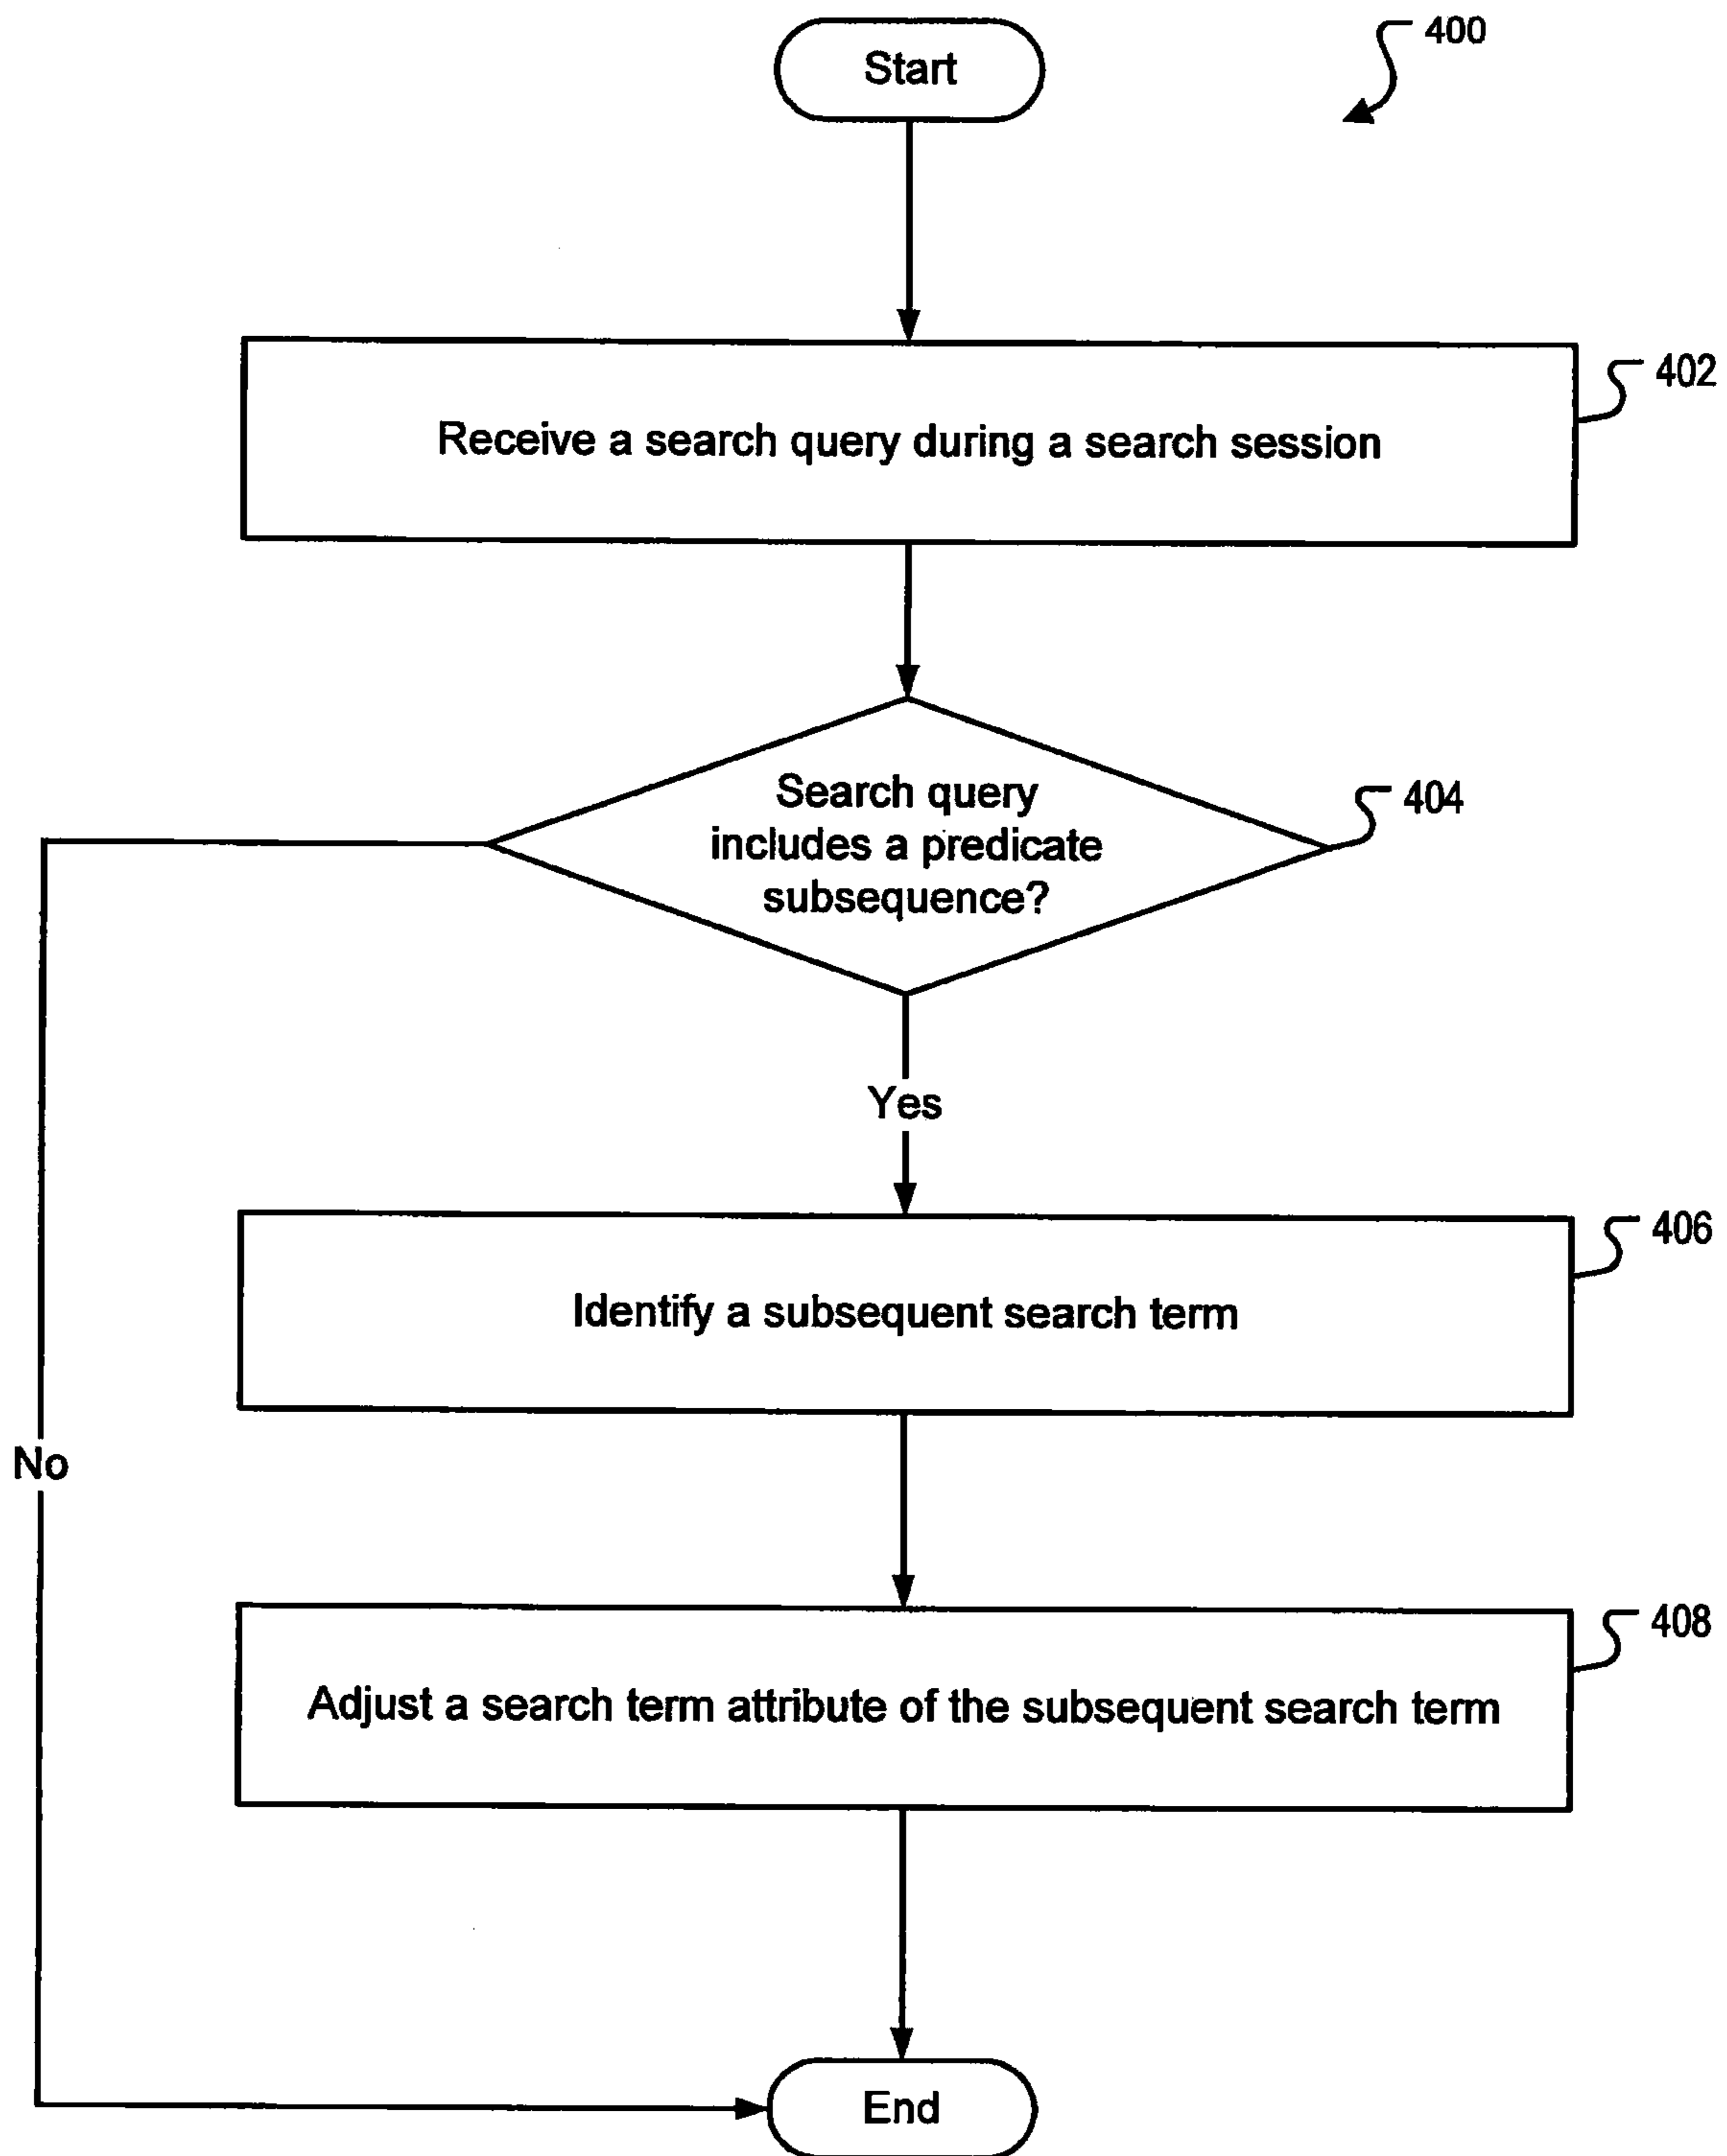 Start
400
Receive a search query during a search session
402
Search query
includes a predicate
subsequence?
404
Yes
Identify a subsequent search term
406
No
Adjust a search term attribute of the subsequent search term
408
End